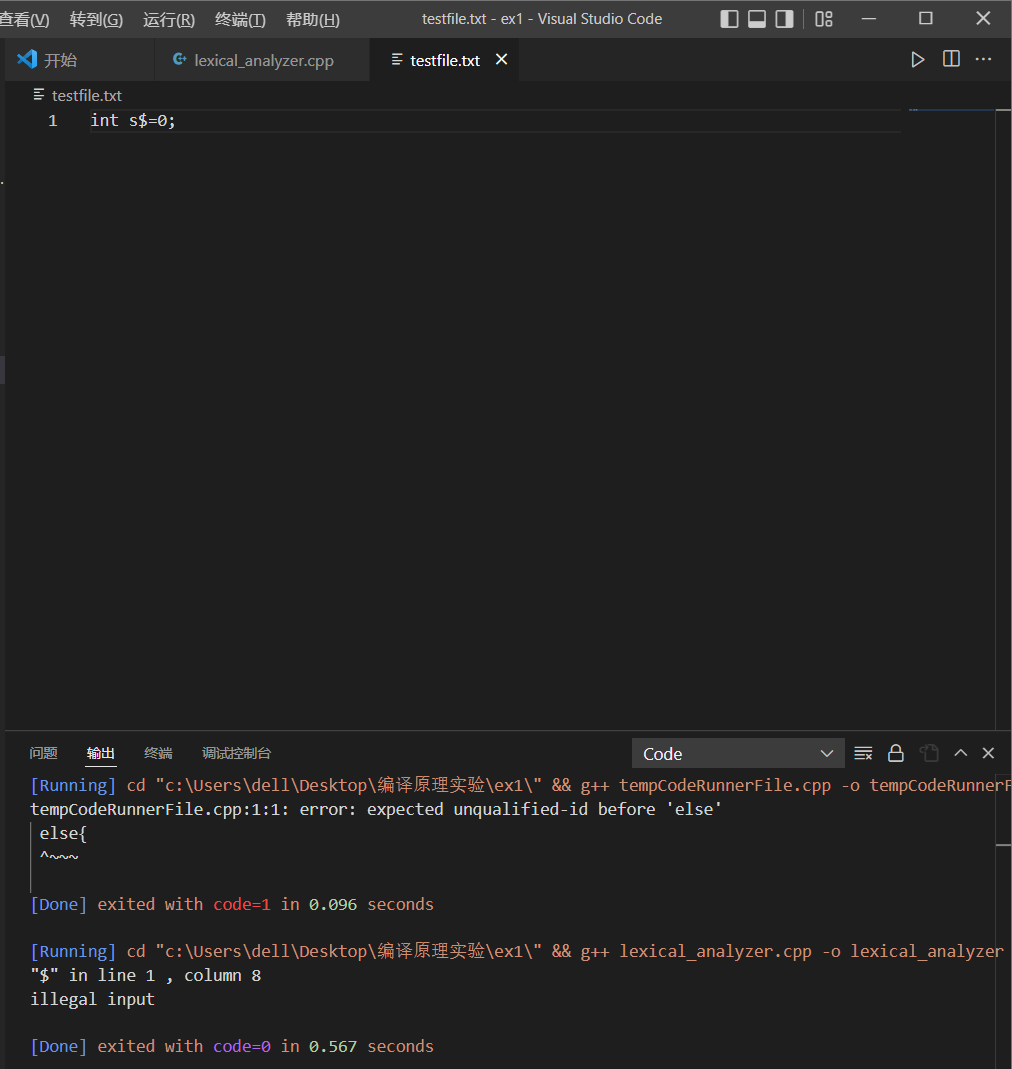 查看(V) 转到(G) 运行(R) 终端(T) 帮助(H) testfile.txt - ex1 - Visual Studio Code
开始 lexical_analyzer.cpp testfile.txt
testfile.txt
1 int s$=0;
问题 输出 终端 调试控制台 Code
[Running] cd "c:\Users\dell\Desktop\编译原理实验\ex1\" && g++ tempCodeRunnerFile.cpp -o tempCodeRunnerF
tempCodeRunnerFile.cpp:1:1: error: expected unqualified-id before 'else'
else{
^~~~
[Done] exited with code=1 in 0.096 seconds
[Running] cd "c:\Users\dell\Desktop\编译原理实验\ex1\" && g++ lexical_analyzer.cpp -o lexical_analyzer
"$" in line 1 , column 8
illegal input
[Done] exited with code=0 in 0.567 seconds